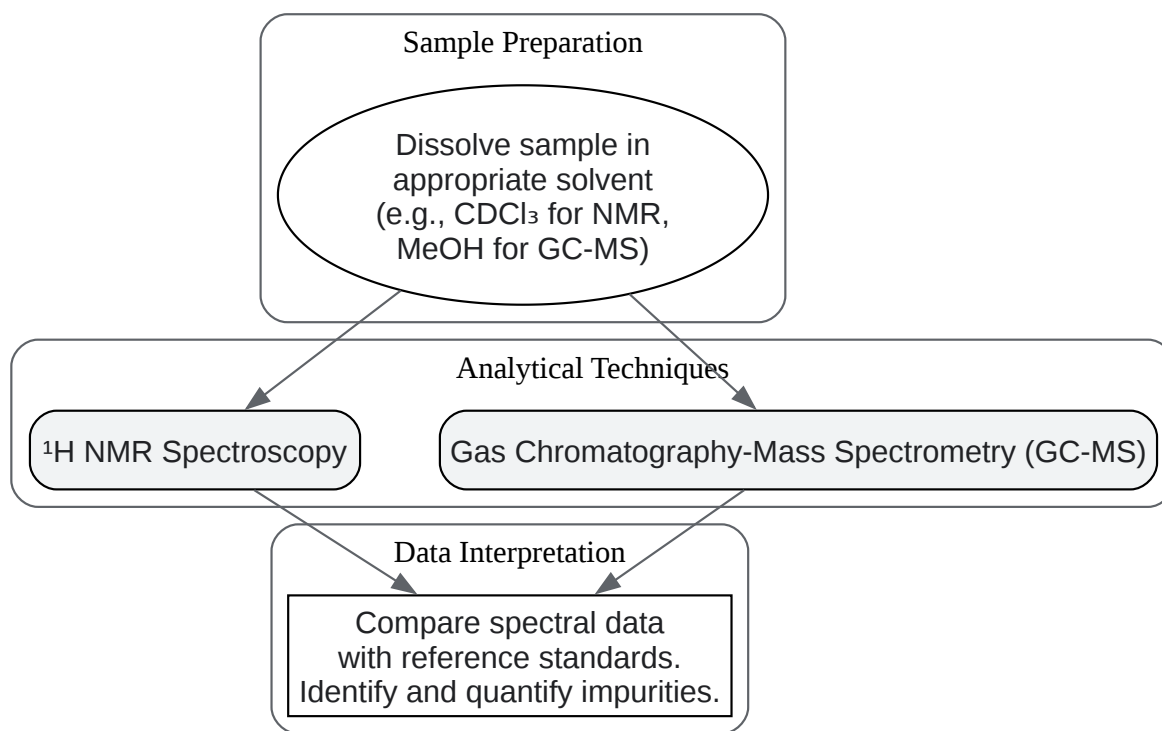 Sample Preparation
Dissolve sample in
appropriate solvent
(e.g., CDCl₃ for NMR,
MeOH for GC-MS)
Analytical Techniques
¹H NMR Spectroscopy
Gas Chromatography-Mass Spectrometry (GC-MS)
Data Interpretation
Compare spectral data
with reference standards.
Identify and quantify impurities.